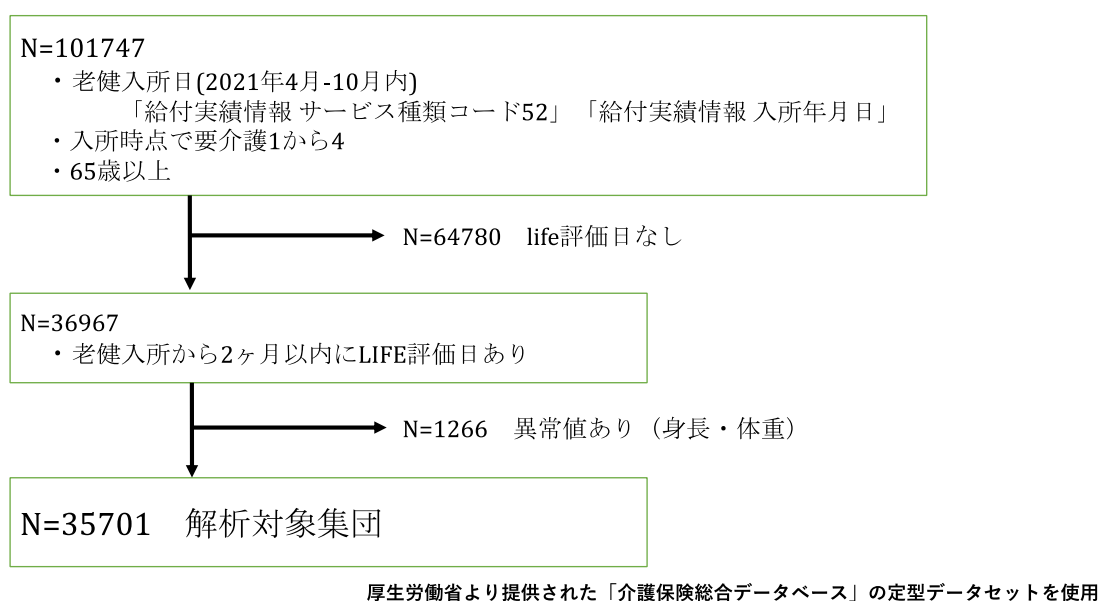 N=101747
・老健入所日(2021年4月-10月内)
「給付実績情報 サービス種類コード52」「給付実績情報 入所年月日」
・入所時点で要介護1から4
・65歳以上
N=64780 life評価日なし
N=36967
・老健入所から2ヶ月以内にLIFE評価日あり
N=1266 異常値あり（身長・体重）
N=35701 解析対象集団
厚生労働省より提供された「介護保険総合データベース」の定型データセットを使用